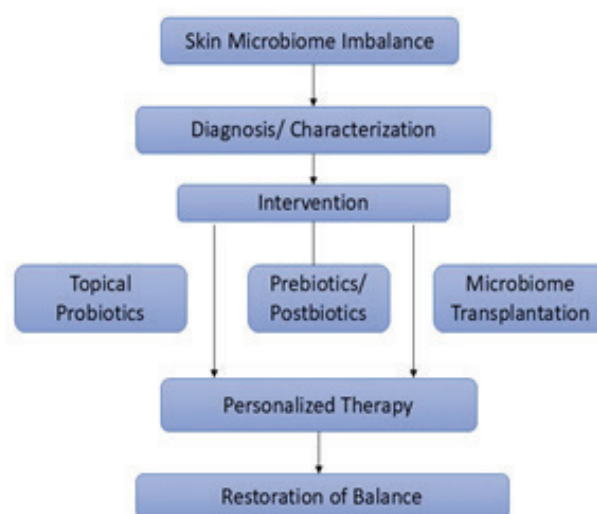 Skin Microbiome Imbalance
Diagnosis/ Characterization
Intervention
Topical
Probiotics
Prebiotics/
Postbiotics
Microbiome
Transplantation
Personalized Therapy
Restoration of Balance